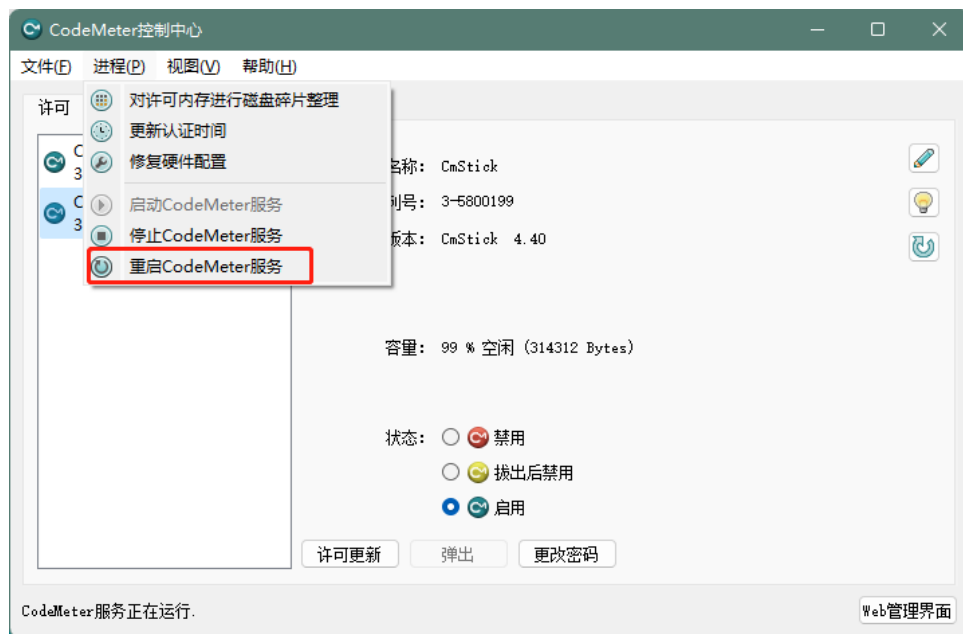 CodeMeter控制中心
文件(F) 进程(P) 视图(V) 帮助(H)
许可
对许可内存进行磁盘碎片整理
更新认证时间
修复硬件配置
启动CodeMeter服务
停止CodeMeter服务
重启CodeMeter服务
C
3
C
3
名称: CmStick
列号: 3-5800199
版本: CmStick 4.40
容量: 99 % 空闲 (314312 Bytes)
状态: 禁用
拔出后禁用
启用
许可更新 弹出 更改密码
CodeMeter服务正在运行. Web管理界面